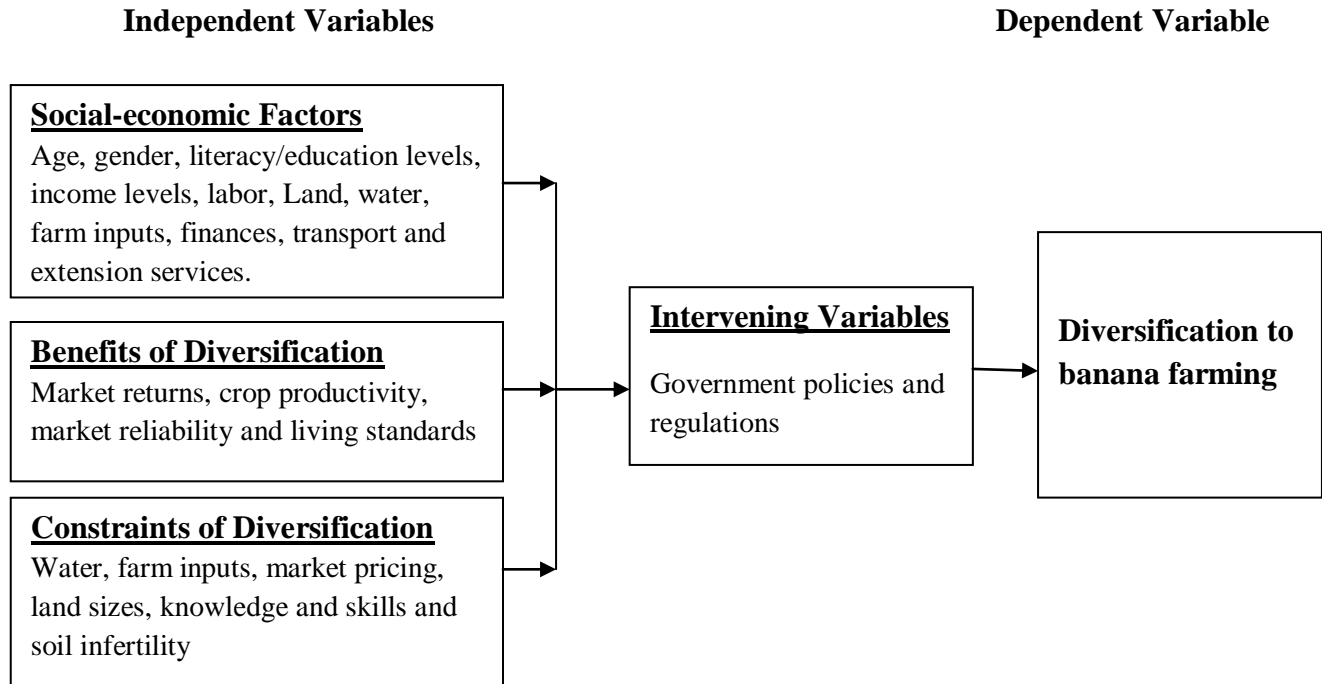 Independent Variables
Dependent Variable
Social-economic Factors
Age, gender, literacy/education levels,
income levels, labor, Land, water,
farm inputs, finances, transport and
extension services.
Benefits of Diversification
Market returns, crop productivity,
market reliability and living standards
Constraints of Diversification
Water, farm inputs, market pricing,
land sizes, knowledge and skills and
soil infertility
Intervening Variables
Government policies and
regulations
Diversification to
banana farming